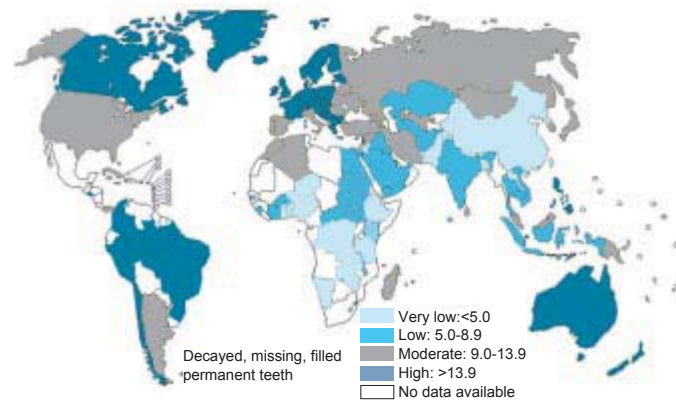 Decayed, missing, filled
permanent teeth
Very low:<5.0
Low: 5.0-8.9
Moderate: 9.0-13.9
High: >13.9
No data available